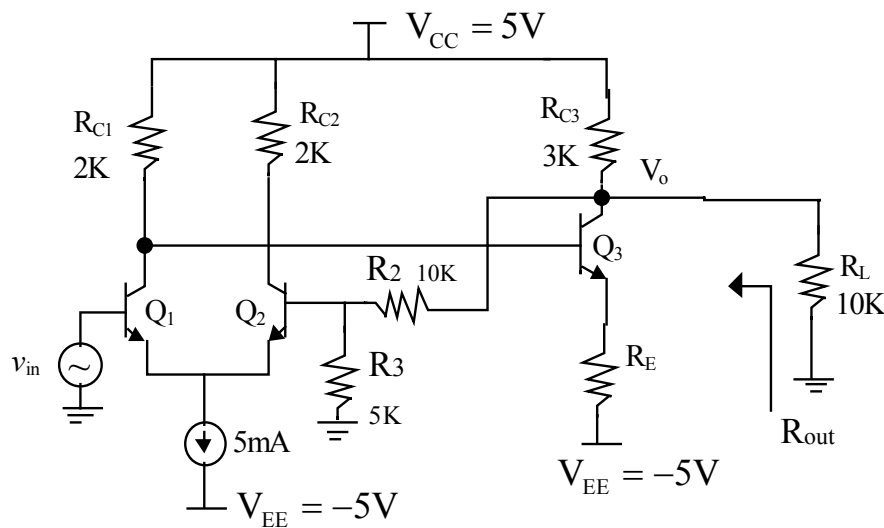 V_CC = 5V
R_C1
2K
R_C2
2K
R_C3
3K
V_o
Q_1
Q_2
R_2 10K
Q_3
R_L
10K
v_in
~
R3
5K
R_E
5mA
R_out
V_EE = −5V
V_EE = −5V